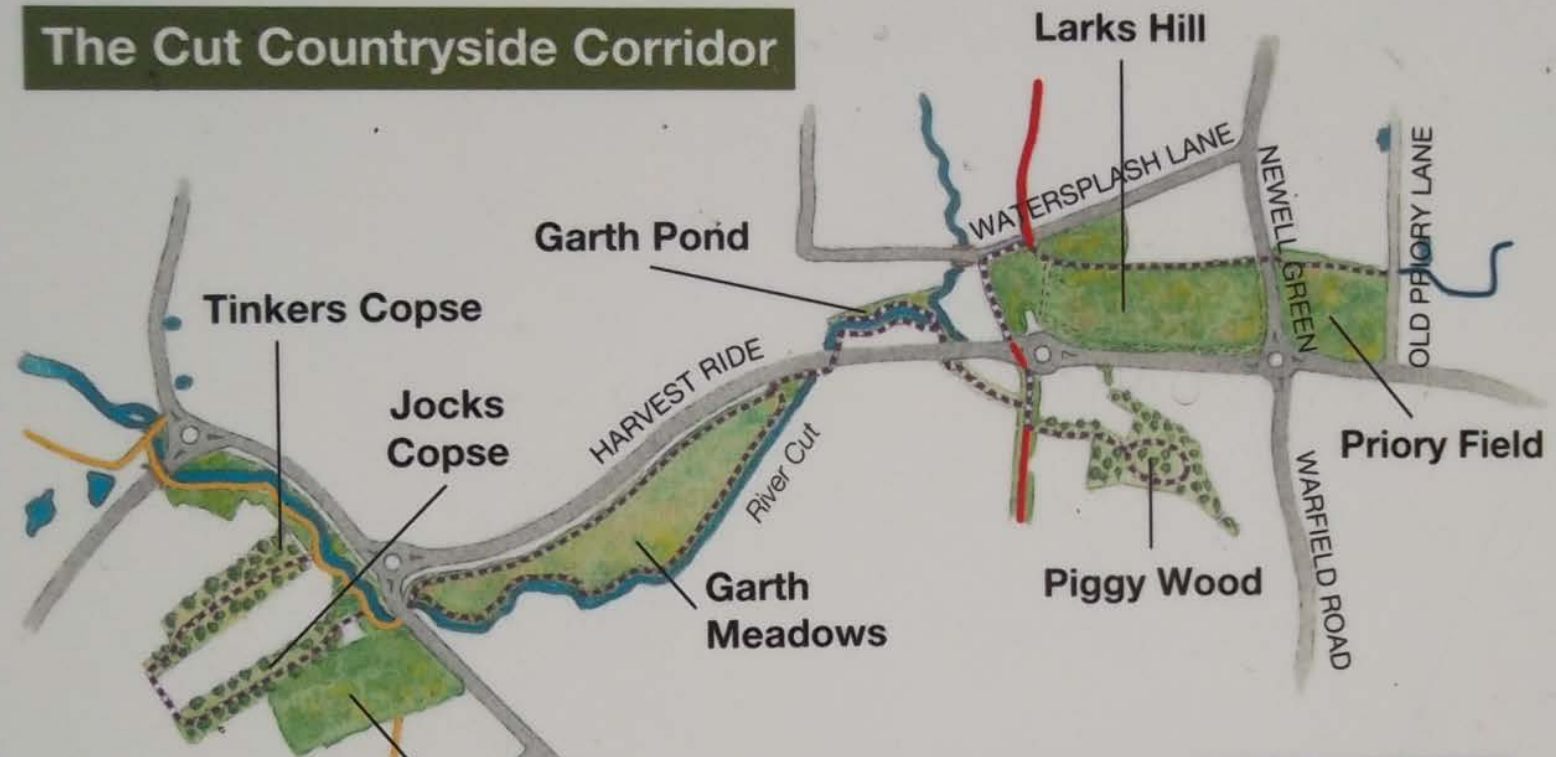 The Cut Countryside Corridor
Larks Hill
WATERSPLASH LANE
NEWELL GREEN
OLD PRIORY LANE
Garth Pond
Tinkers Copse
HARVEST RIDE
Jocks
Copse
River Cut
Priory Field
WARFIELD ROAD
Piggy Wood
Garth
Meadows